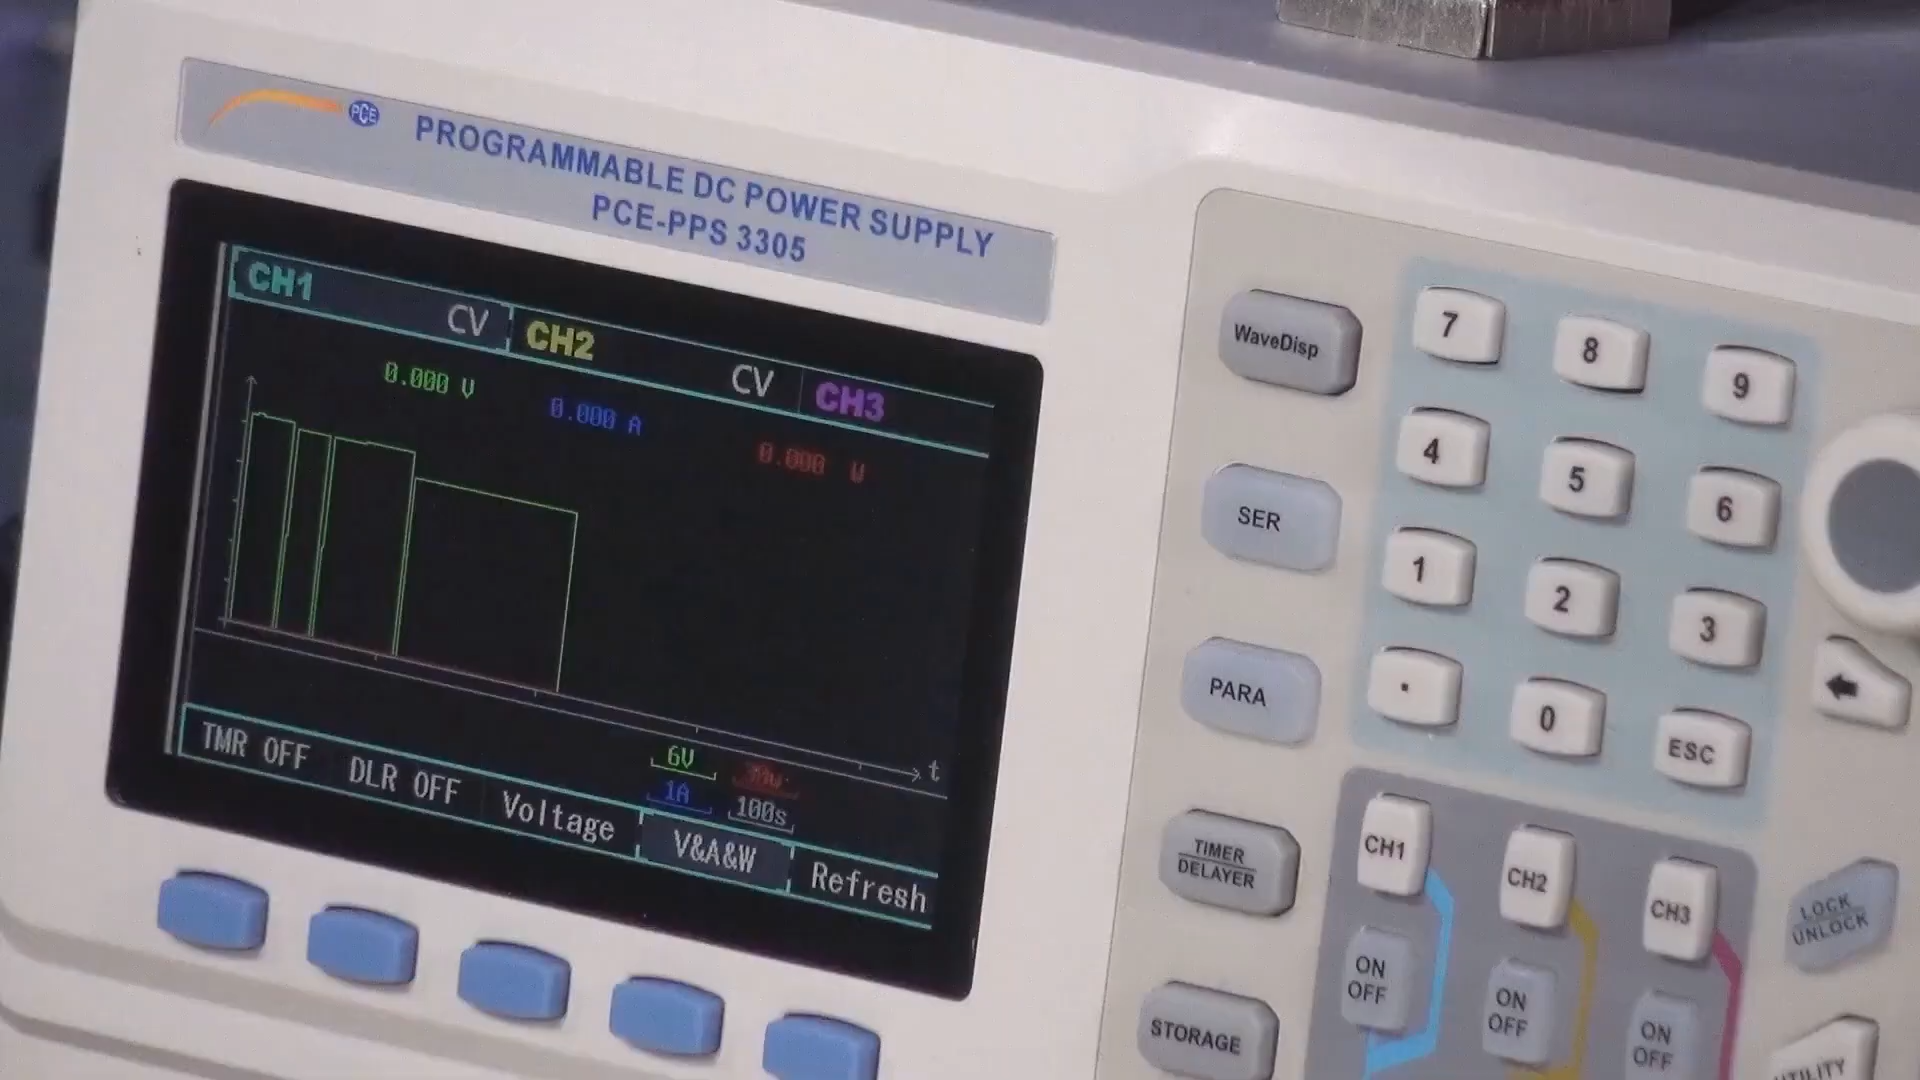 PCE
PROGRAMMABLE DC POWER SUPPLY
PCE-PPS 3305
CH1
CV
CH2
CV
CH3
0.000 V
0.000 A
0.000 W
t
6V
1A
100s
TMR OFF
DLR OFF
Voltage
V&A&W
Refresh
WaveDisp
SER
PARA
TIMER
DELAYER
STORAGE
7
8
9
4
5
6
1
2
3
.
0
ESC
CH1
CH2
CH3
ON
OFF
ON
OFF
ON
OFF
LOCK
UNLOCK
UTILITY